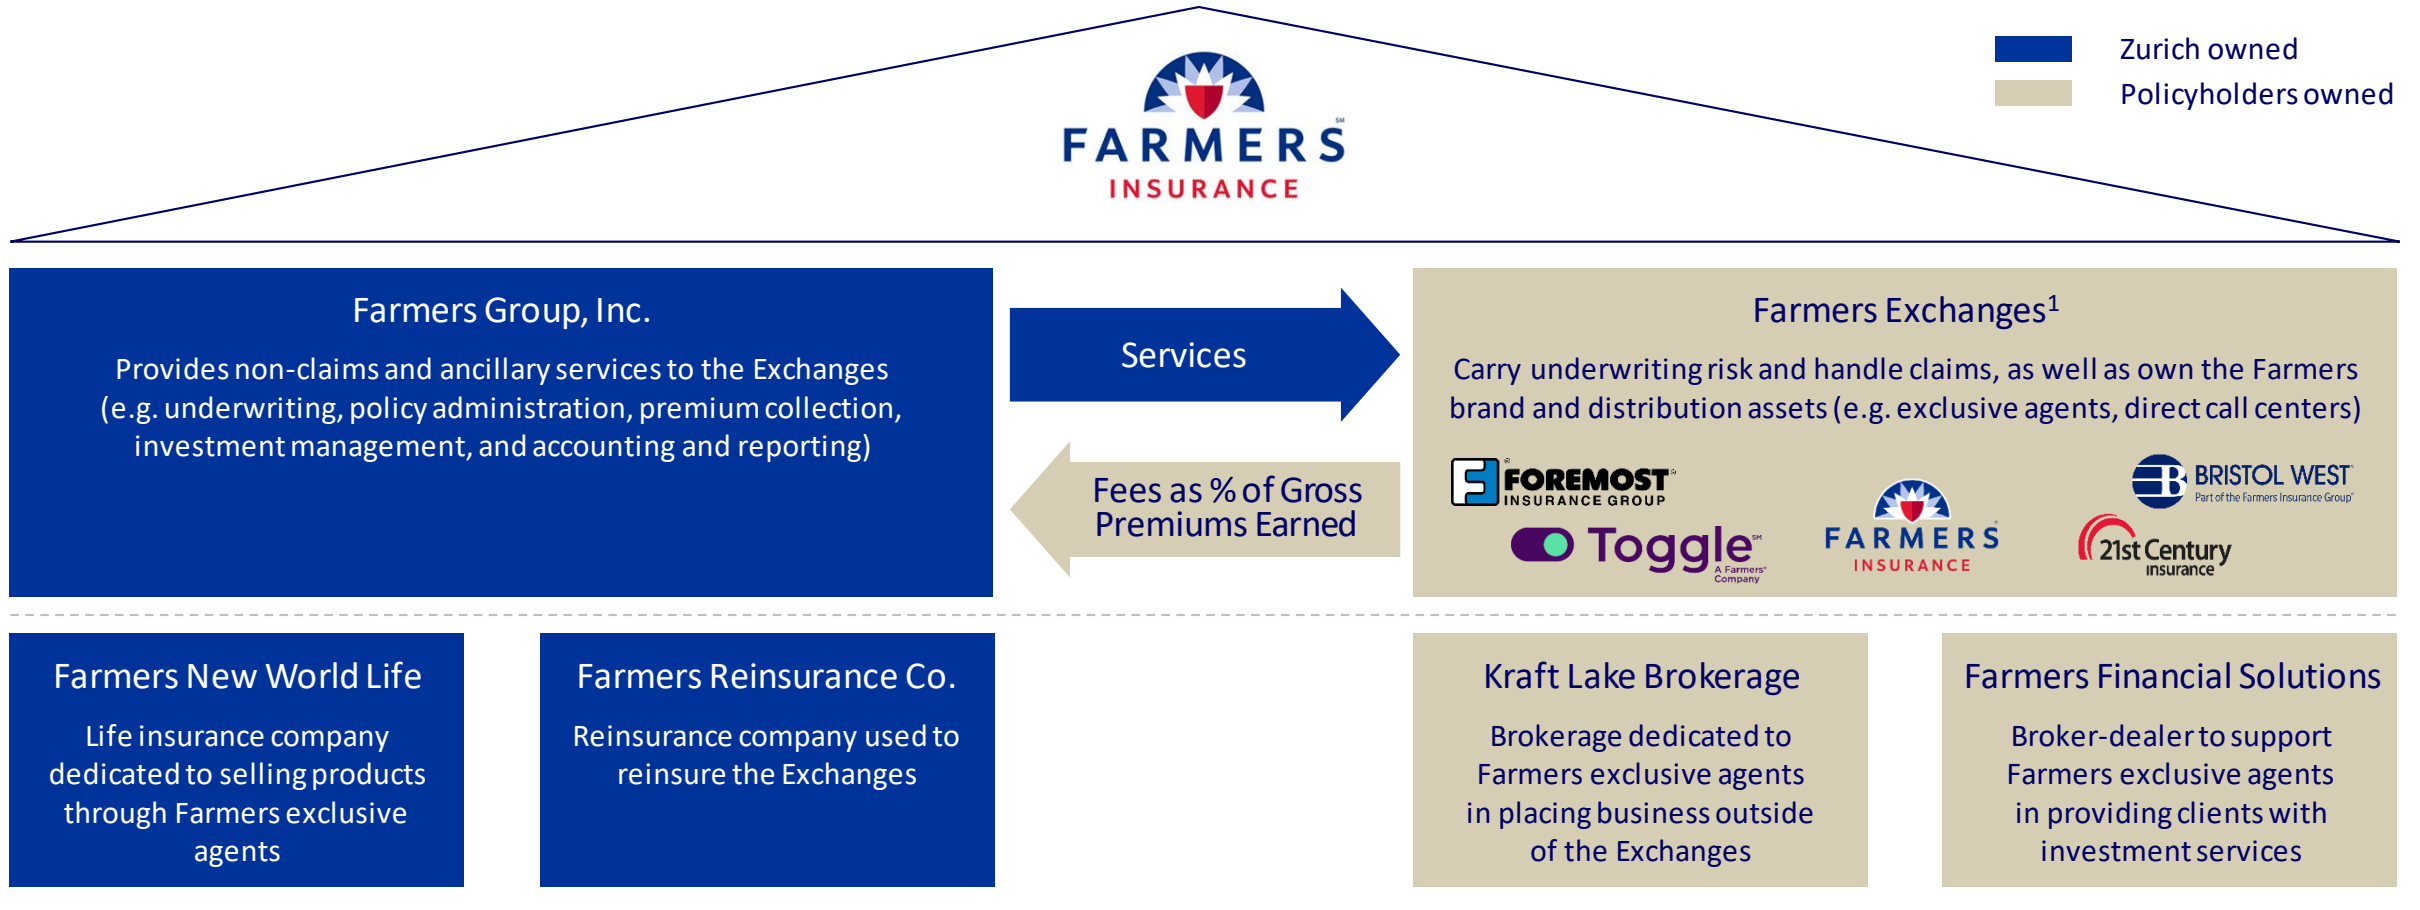 Zurich owned
Policyholders owned
FARMERS SM
INSURANCE
Farmers Group, Inc.
Provides non-claims and ancillary services to the Exchanges
(e.g. underwriting, policy administration, premium collection,
investment management, and accounting and reporting)
Services
Fees as % of Gross
Premiums Earned
Farmers Exchanges¹
Carry underwriting risk and handle claims, as well as own the Farmers
brand and distribution assets (e.g. exclusive agents, direct call centers)
FOREMOST®
INSURANCE GROUP
Toggle SM
A Farmers®
Company
FARMERS
INSURANCE
BRISTOL WEST®
Part of the Farmers Insurance Group®
21st Century
insurance
Farmers New World Life
Life insurance company
dedicated to selling products
through Farmers exclusive
agents
Farmers Reinsurance Co.
Reinsurance company used to
reinsure the Exchanges
Kraft Lake Brokerage
Brokerage dedicated to
Farmers exclusive agents
in placing business outside
of the Exchanges
Farmers Financial Solutions
Broker-dealer to support
Farmers exclusive agents
in providing clients with
investment services